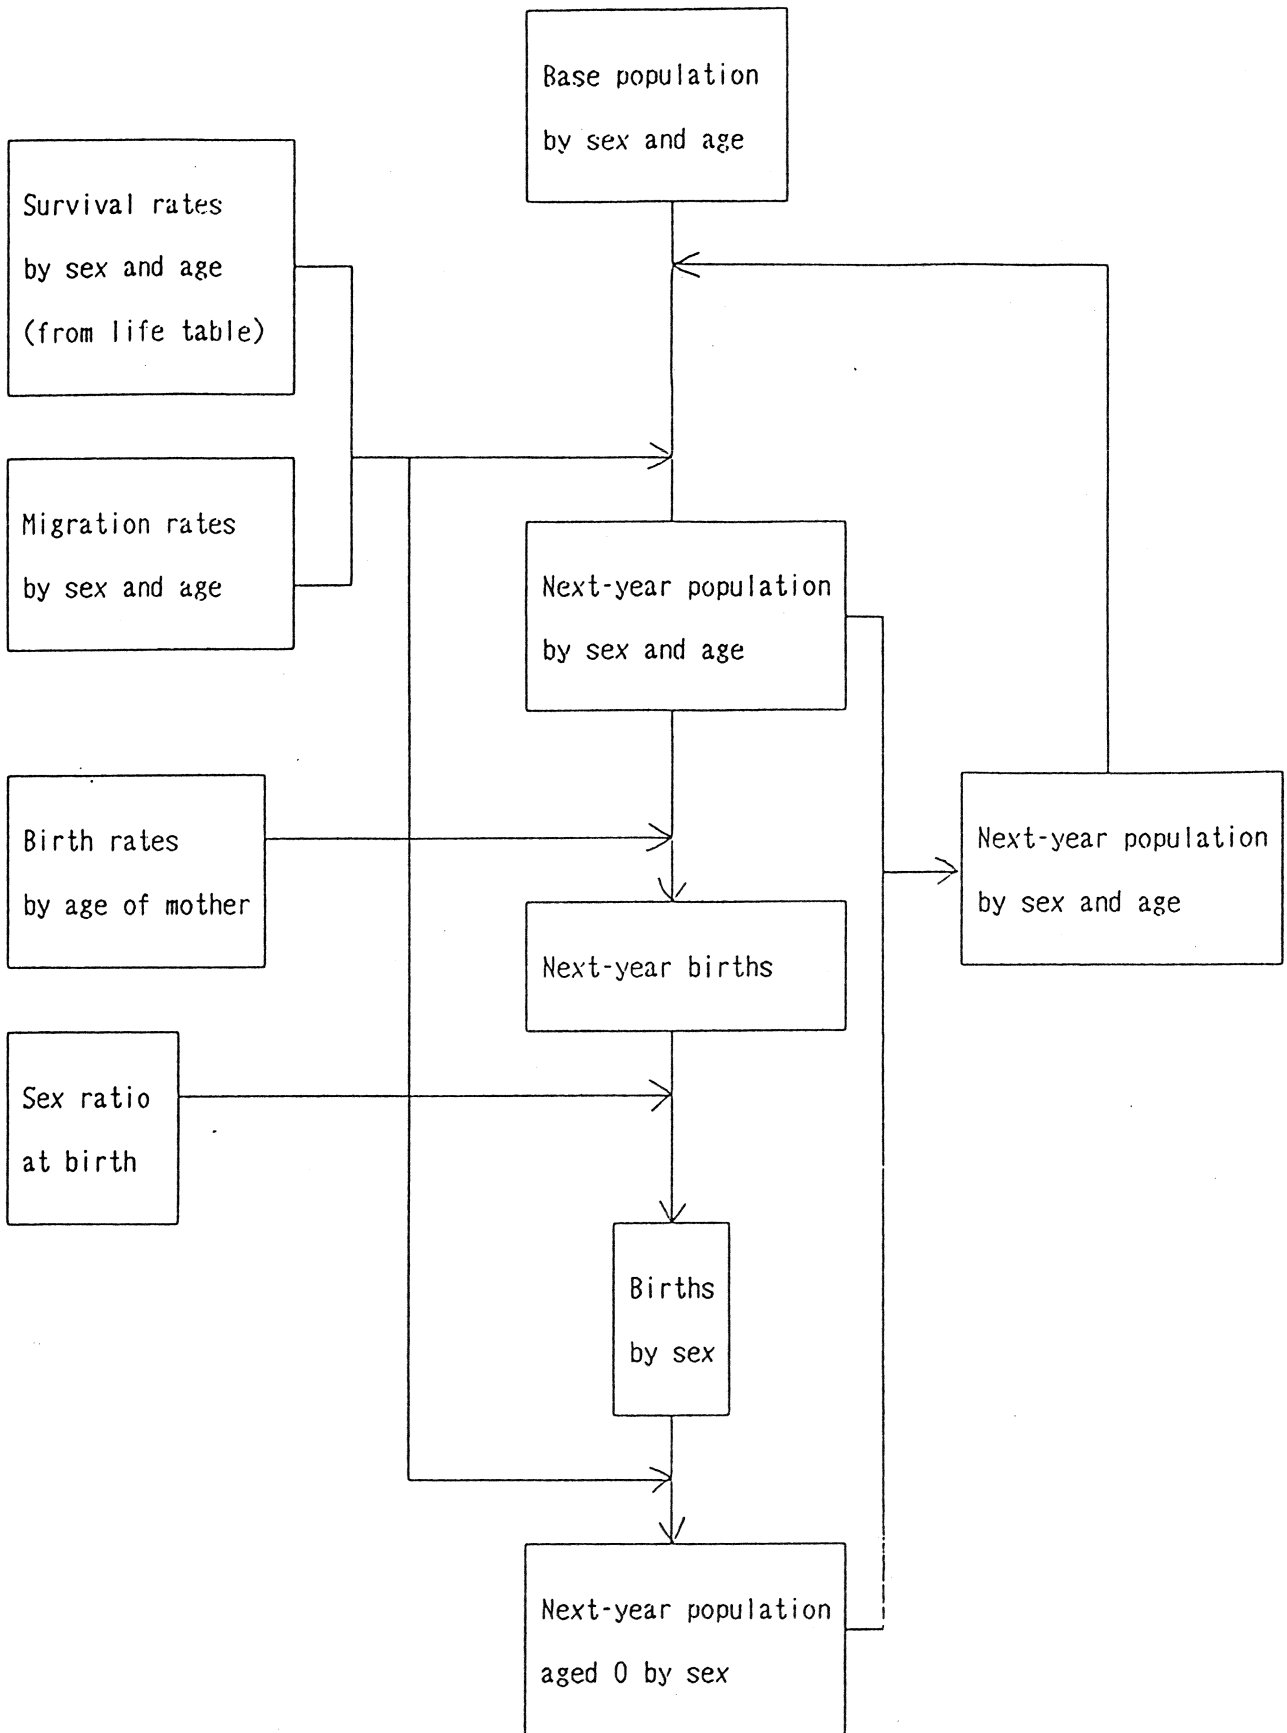 Base population
by sex and age
Survival rates
by sex and age
(from life table)
Migration rates
by sex and age
Next-year population
by sex and age
Birth rates
by age of mother
Next-year population
by sex and age
Next-year births
Sex ratio
at birth
Births
by sex
Next-year population
aged 0 by sex